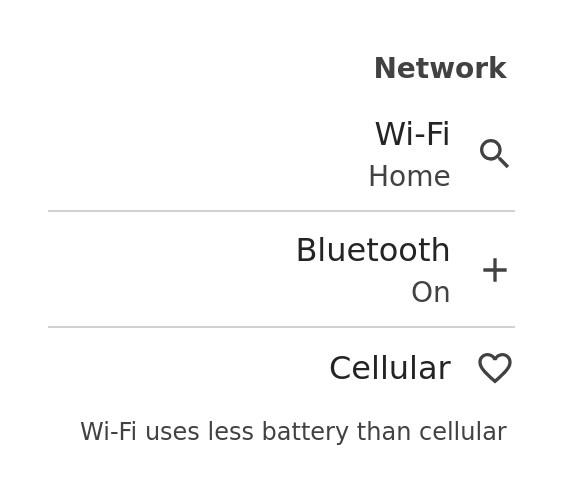 Network
Wi-Fi
Home
Bluetooth
On
Cellular
Wi-Fi uses less battery than cellular